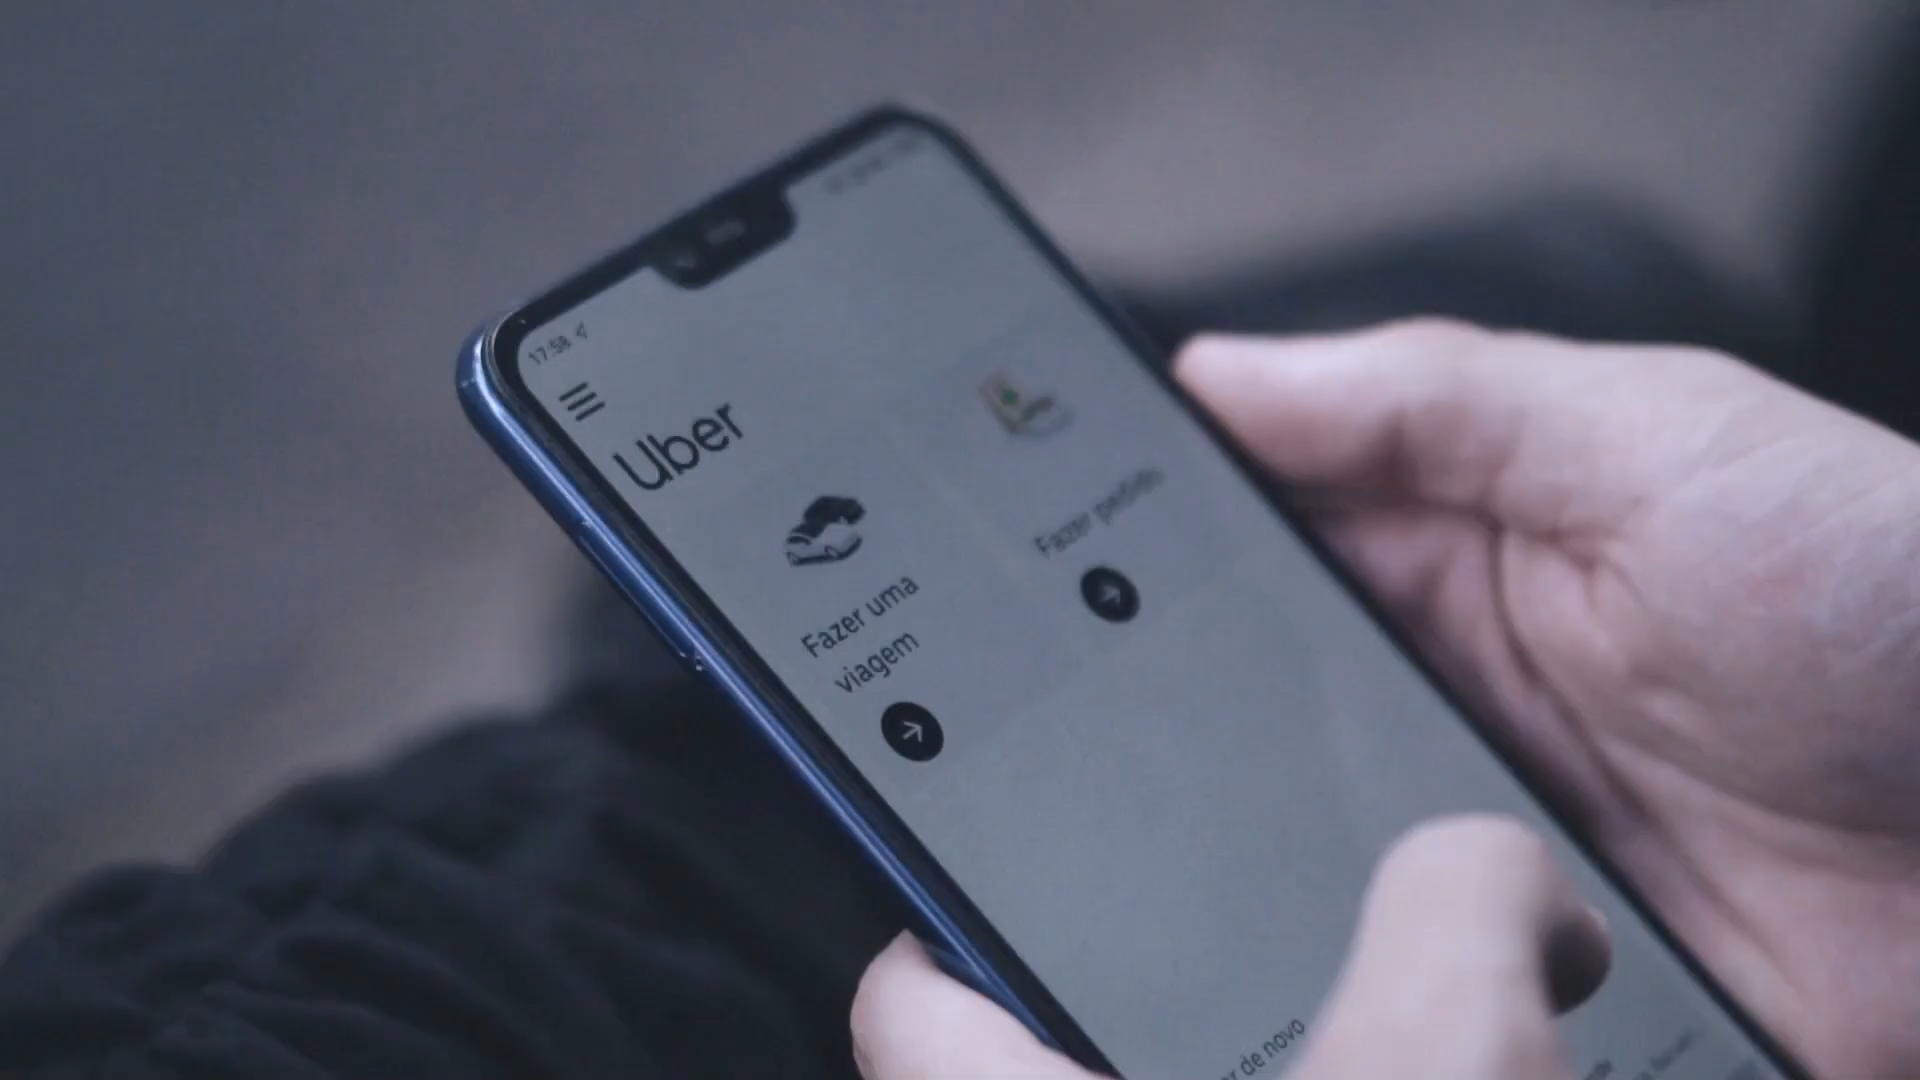 17:58
Uber
Fazer uma
viagem
Fazer pedido
de novo